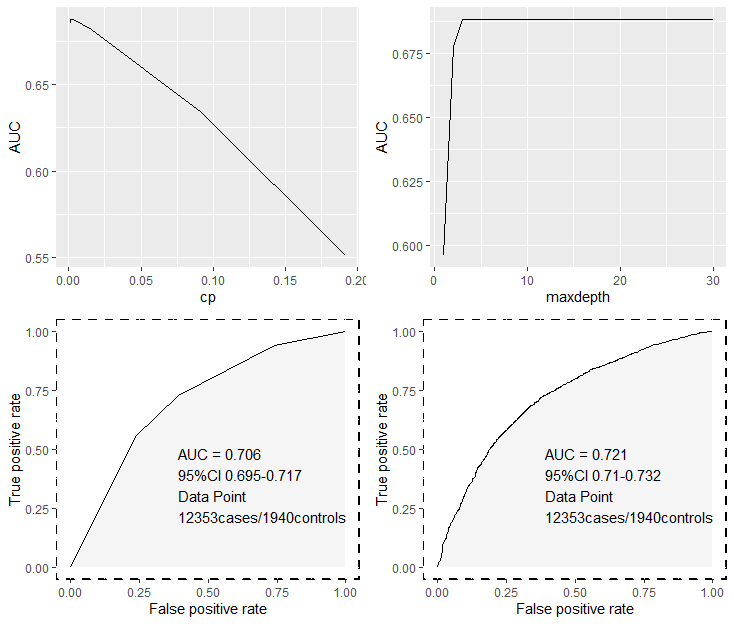 AUC
0.65
0.60
0.55
0.00 0.05 0.10 0.15 0.20
cp
AUC
0.675
0.650
0.625
0.600
0 10 20 30
maxdepth
True positive rate
1.00
0.75
0.50
0.25
0.00
AUC = 0.706
95%CI 0.695-0.717
Data Point
12353cases/1940controls
0.00 0.25 0.50 0.75 1.00
False positive rate
True positive rate
1.00
0.75
0.50
0.25
0.00
AUC = 0.721
95%CI 0.71-0.732
Data Point
12353cases/1940controls
0.00 0.25 0.50 0.75 1.00
False positive rate